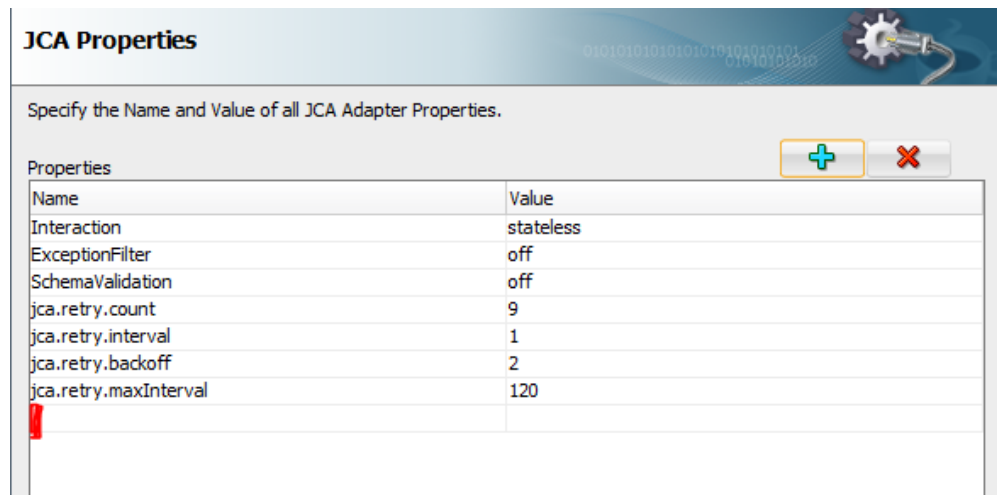 JCA Properties
010101010101010101010101010101
01010101010
Specify the Name and Value of all JCA Adapter Properties.
Properties
Name Value
Interaction stateless
ExceptionFilter off
SchemaValidation off
jca.retry.count 9
jca.retry.interval 1
jca.retry.backoff 2
jca.retry.maxInterval 120